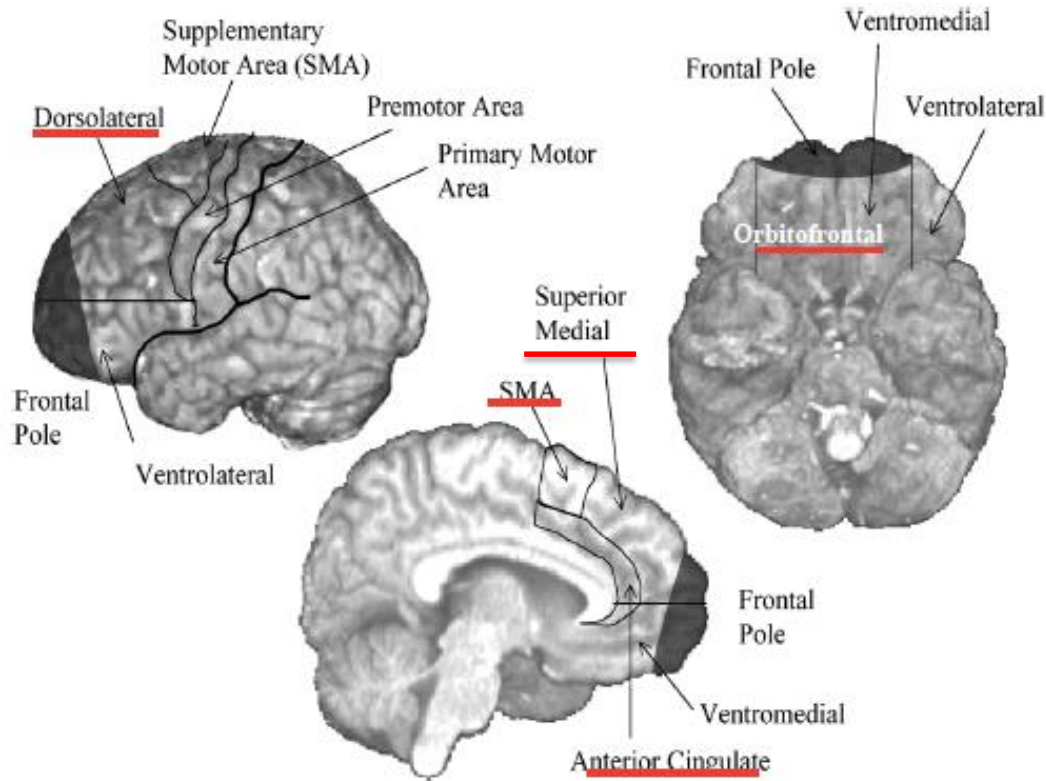 Supplementary
Motor Area (SMA)
Dorsolateral
Premotor Area
Primary Motor
Area
Frontal
Pole
Ventrolateral
Ventromedial
Frontal Pole
Ventrolateral
Orbitofrontal
Superior
Medial
SMA
Frontal
Pole
Ventromedial
Anterior Cingulate